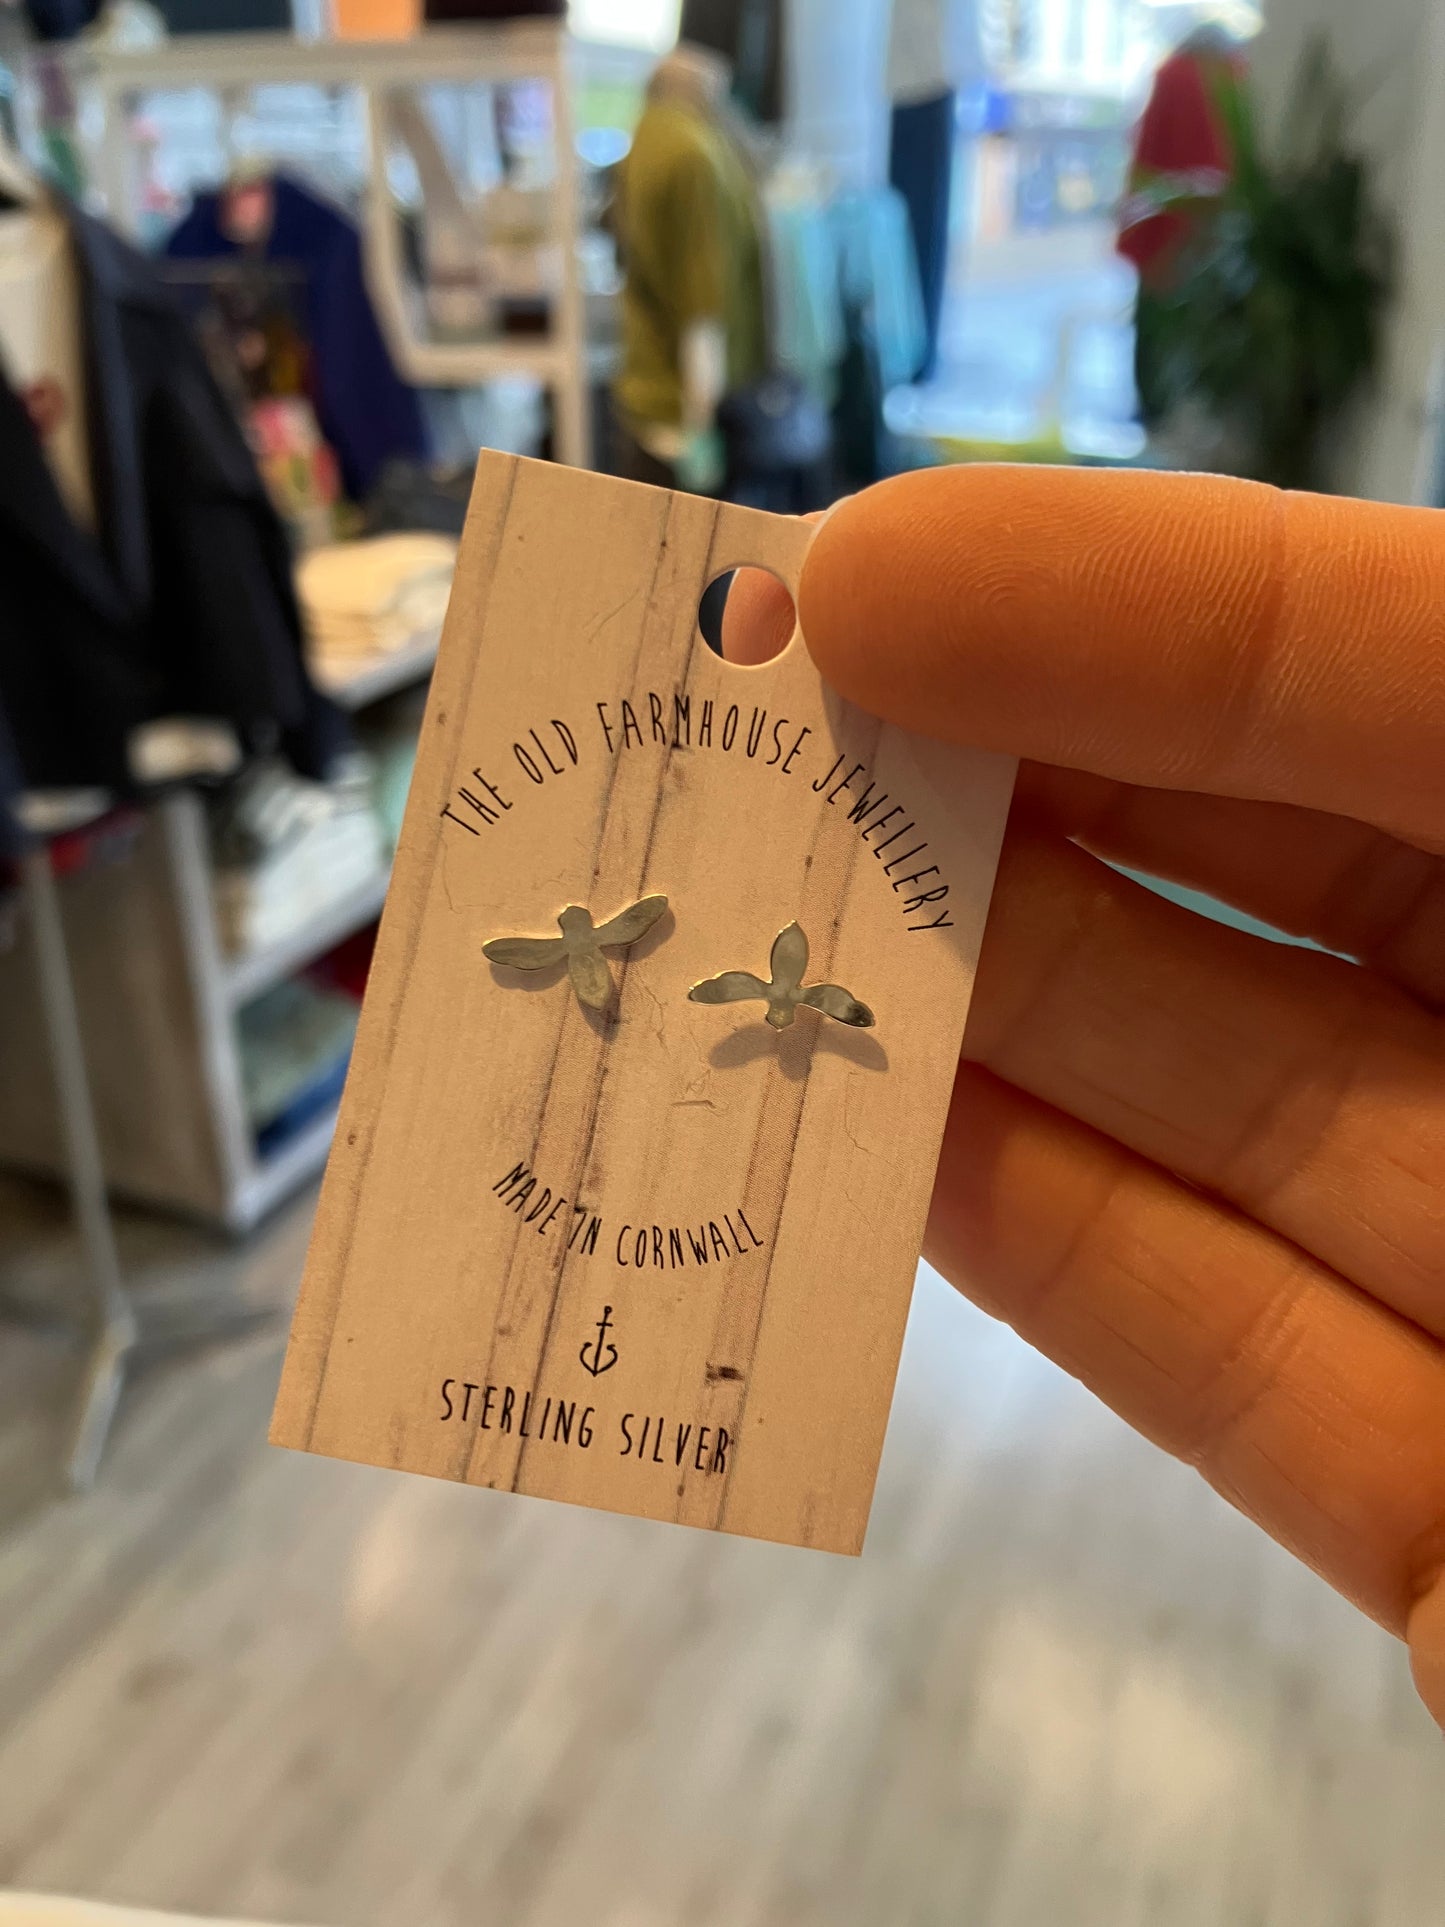 THE OLD FARMHOUSE JEWELLERY
MADE IN CORNWALL
STERLING SILVER